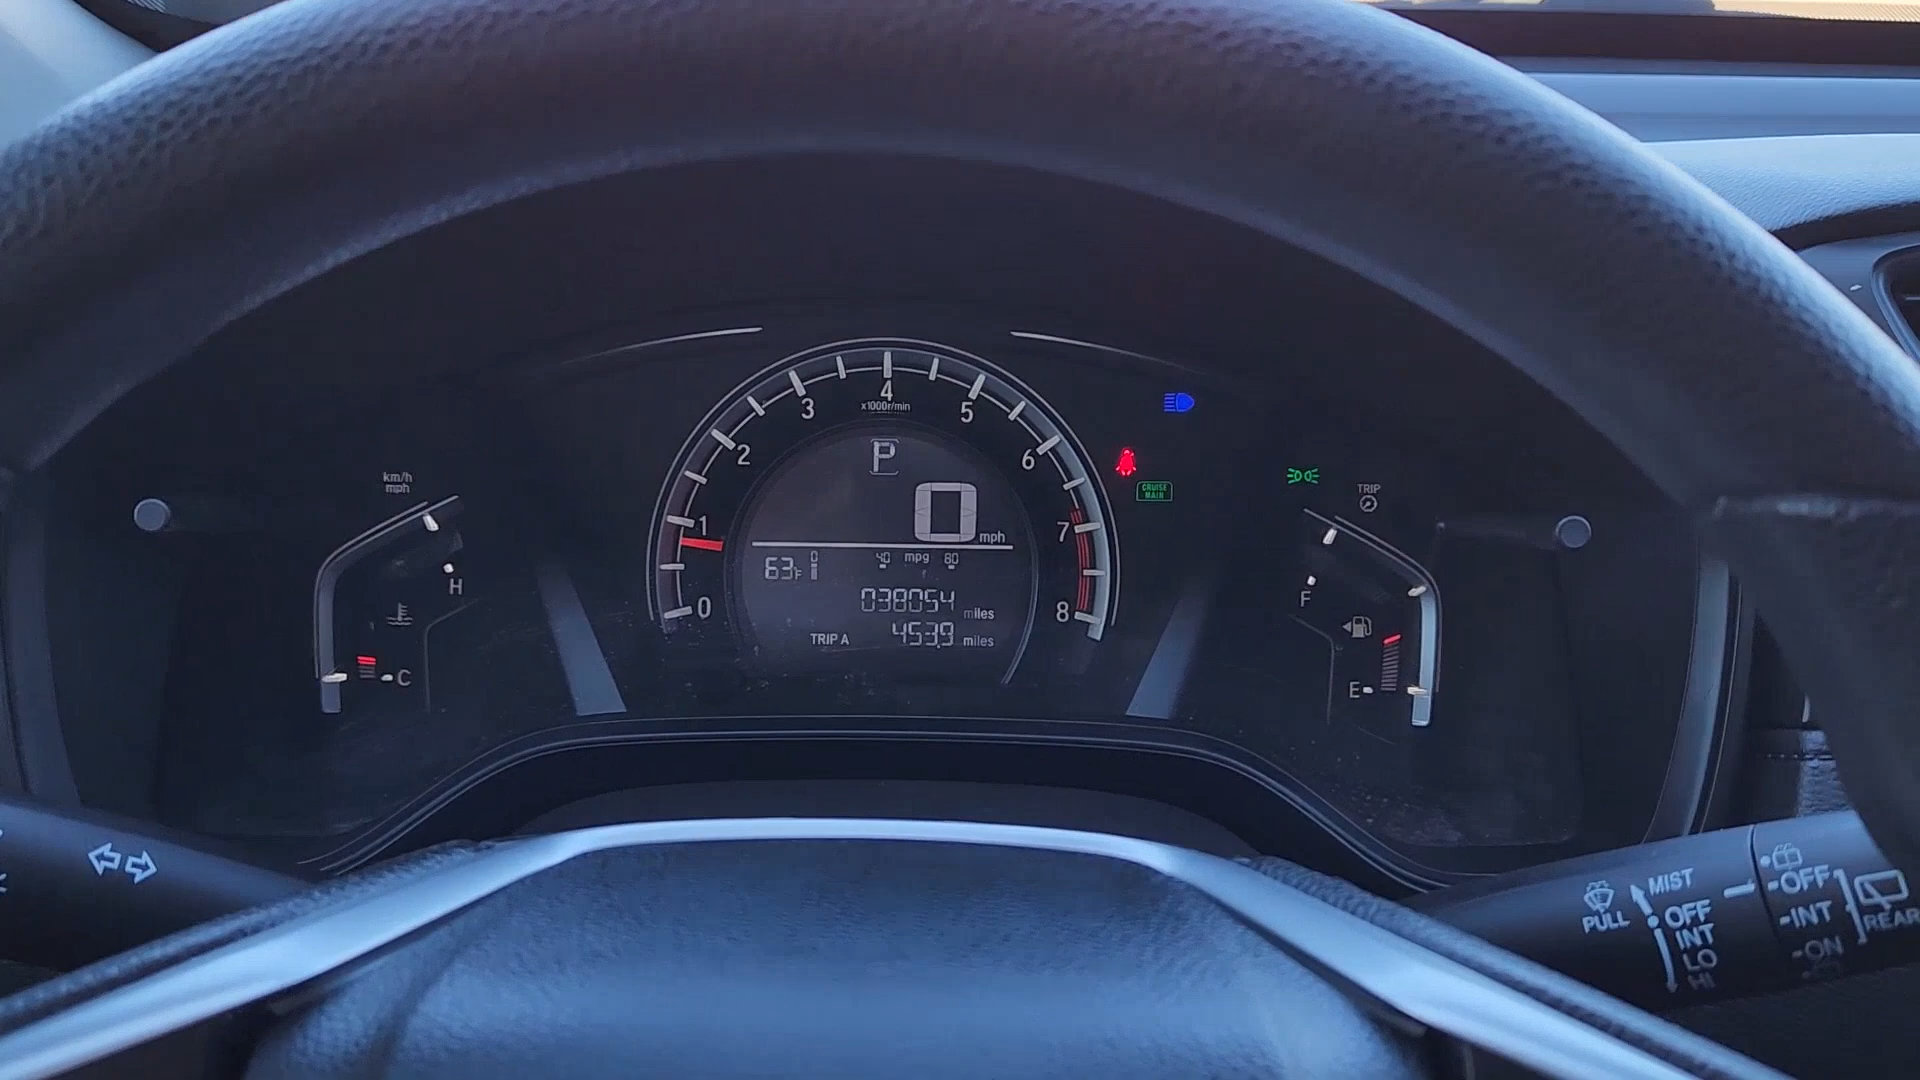 4
3
5
x1000r/min
2
6
P
1
7
0
mph
0
8
63°F
0
40
mpg
80
038054 miles
TRIP A 453.9 miles
km/h
mph
H
C
CRUISE
MAIN
TRIP
F
E
PULL
MIST
OFF
INT
LO
HI
-OFF
-INT
-ON
REAR